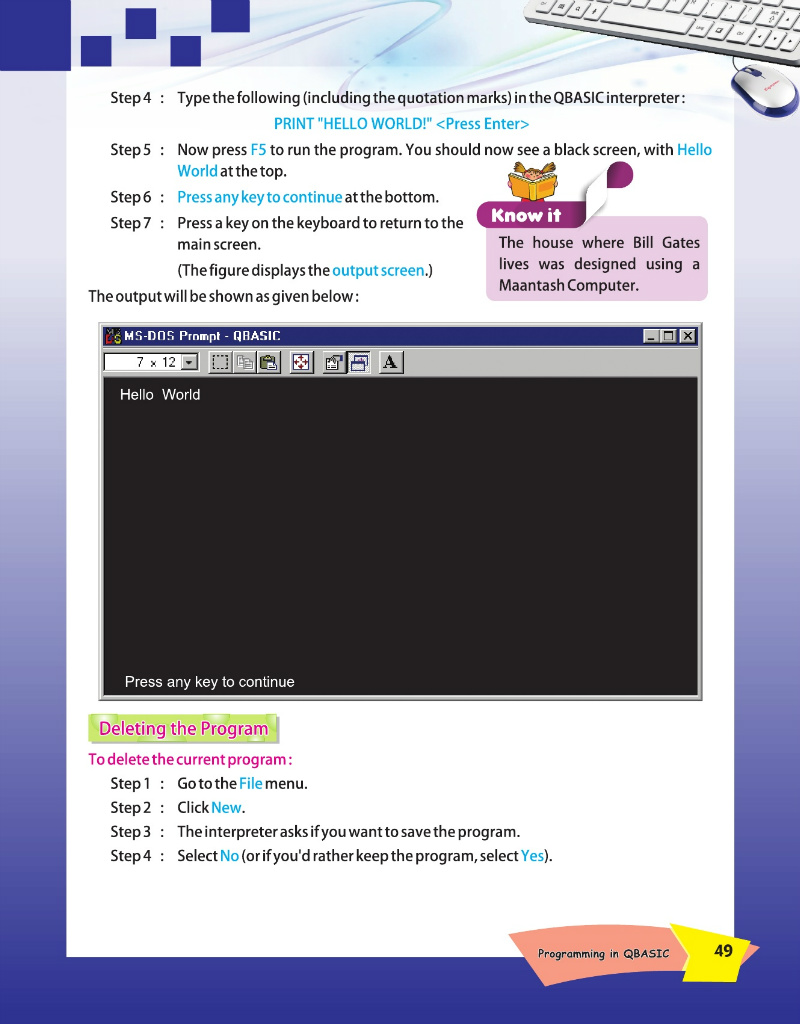 Step 4 : Type the following (including the quotation marks) in the QBASIC interpreter :
PRINT "HELLO WORLD!" <Press Enter>
Step 5 : Now press F5 to run the program. You should now see a black screen, with Hello
World at the top.
Step 6 : Press any key to continue at the bottom.
Step 7 : Press a key on the keyboard to return to the
main screen.
(The figure displays the output screen.)
Know it
The house where Bill Gates
lives was designed using a
Maantash Computer.
The output will be shown as given below :
MS-DOS Prompt - QBASIC
7 x 12
A
Hello World
Press any key to continue
Deleting the Program
To delete the current program :
Step 1 : Go to the File menu.
Step 2 : Click New.
Step 3 : The interpreter asks if you want to save the program.
Step 4 : Select No (or if you'd rather keep the program, select Yes).
Programming in QBASIC
49